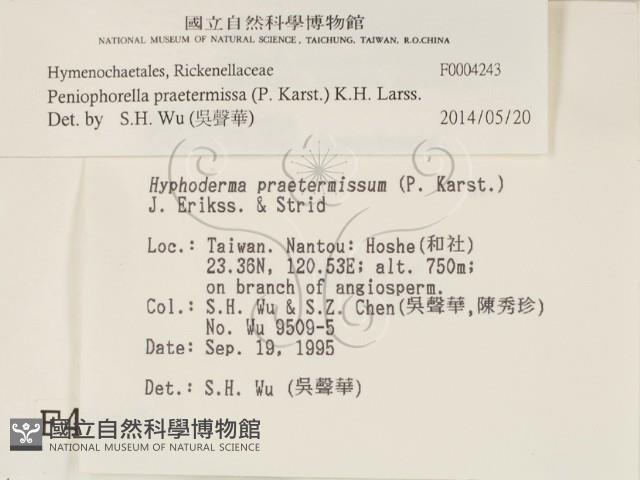 國立自然科學博物館
NATIONAL MUSEUM OF NATURAL SCIENCE, TAICHUNG, TAIWAN, R.O.CHINA
Hymenochaetales, Rickenellaceae F0004243
Peniophorella praetermissa (P. Karst.) K.H. Larss.
Det. by S.H. Wu (吳聲華) 2014/05/20
Hyphoderma praetermissum (P. Karst.)
J. Erikss. & Strid
Loc.: Taiwan. Nantou: Hoshe(和社)
23.36N, 120.53E; alt. 750m;
on branch of angiosperm.
Col.: S.H. Wu & S.Z. Chen(吳聲華,陳秀珍)
No. Wu 9509-5
Date: Sep. 19, 1995
Det.: S.H. Wu (吳聲華)
國立自然科學博物館
NATIONAL MUSEUM OF NATURAL SCIENCE